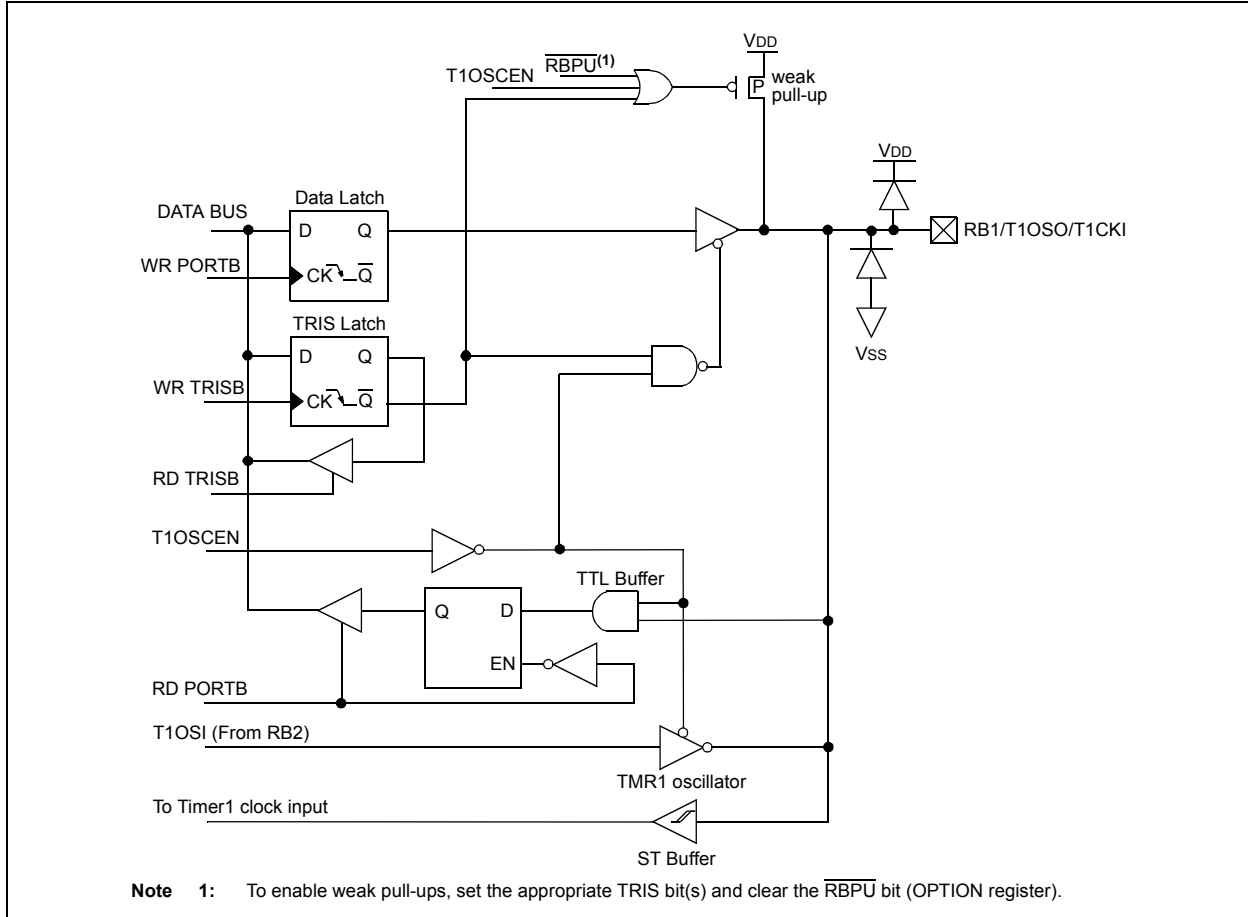 VDD
RBPU(1)
T1OSCEN
P
weak
pull-up
VDD
Data Latch
DATA BUS
D Q
RB1/T1OSO/T1CKI
WR PORTB
CK Q
TRIS Latch
D Q
VSS
WR TRISB
CK Q
RD TRISB
T1OSCEN
TTL Buffer
Q D
EN
RD PORTB
T1OSI (From RB2)
TMR1 oscillator
To Timer1 clock input
ST Buffer
Note 1: To enable weak pull-ups, set the appropriate TRIS bit(s) and clear the RBPU bit (OPTION register).